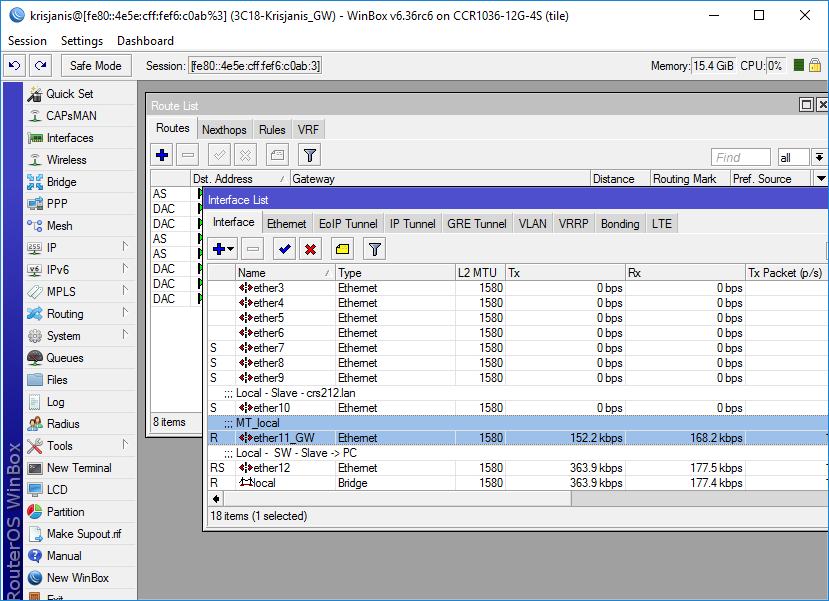 krisjanis@[fe80::4e5e:cff:fef6:c0ab%3] (3C18-Krisjanis_GW) - WinBox v6.36rc6 on CCR1036-12G-4S (tile)
Session Settings Dashboard
Safe Mode Session: [fe80::4e5e:cff:fef6:c0ab:3] Memory: 15.4 GiB CPU: 0%
RouterOS WinBox
Quick Set
CAPsMAN
Interfaces
Wireless
Bridge
PPP
Mesh
IP
IPv6
MPLS
Routing
System
Queues
Files
Log
Radius
Tools
New Terminal
LCD
Partition
Make Supout.rif
Manual
New WinBox
Exit
Route List
Routes Nexthops Rules VRF
Find all
Dst. Address Gateway Distance Routing Mark Pref. Source
AS
DAC
DAC
AS
AS
DAC
DAC
DAC
8 items
Interface List
Interface Ethernet EoIP Tunnel IP Tunnel GRE Tunnel VLAN VRRP Bonding LTE
Name Type L2 MTU Tx Rx Tx Packet (p/s)
ether3 Ethernet 1580 0 bps 0 bps
ether4 Ethernet 1580 0 bps 0 bps
ether5 Ethernet 1580 0 bps 0 bps
ether6 Ethernet 1580 0 bps 0 bps
S ether7 Ethernet 1580 0 bps 0 bps
S ether8 Ethernet 1580 0 bps 0 bps
S ether9 Ethernet 1580 0 bps 0 bps
;;; Local - Slave - crs212.lan
S ether10 Ethernet 1580 0 bps 0 bps
;;; MT_local
R ether11_GW Ethernet 1580 152.2 kbps 168.2 kbps
;;; Local - SW - Slave -> PC
RS ether12 Ethernet 1580 363.9 kbps 177.5 kbps
R local Bridge 1580 363.9 kbps 177.4 kbps
18 items (1 selected)